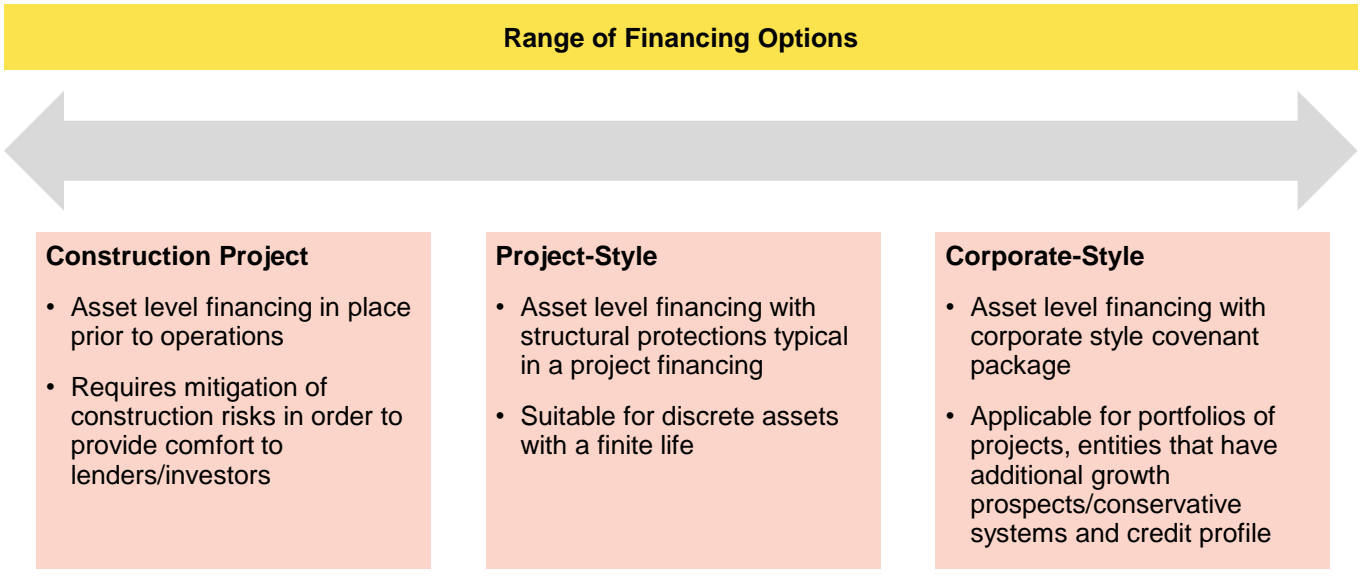 Range of Financing Options
Construction Project
• Asset level financing in place
prior to operations
• Requires mitigation of
construction risks in order to
provide comfort to
lenders/investors
Project-Style
• Asset level financing with
structural protections typical
in a project financing
• Suitable for discrete assets
with a finite life
Corporate-Style
• Asset level financing with
corporate style covenant
package
• Applicable for portfolios of
projects, entities that have
additional growth
prospects/conservative
systems and credit profile